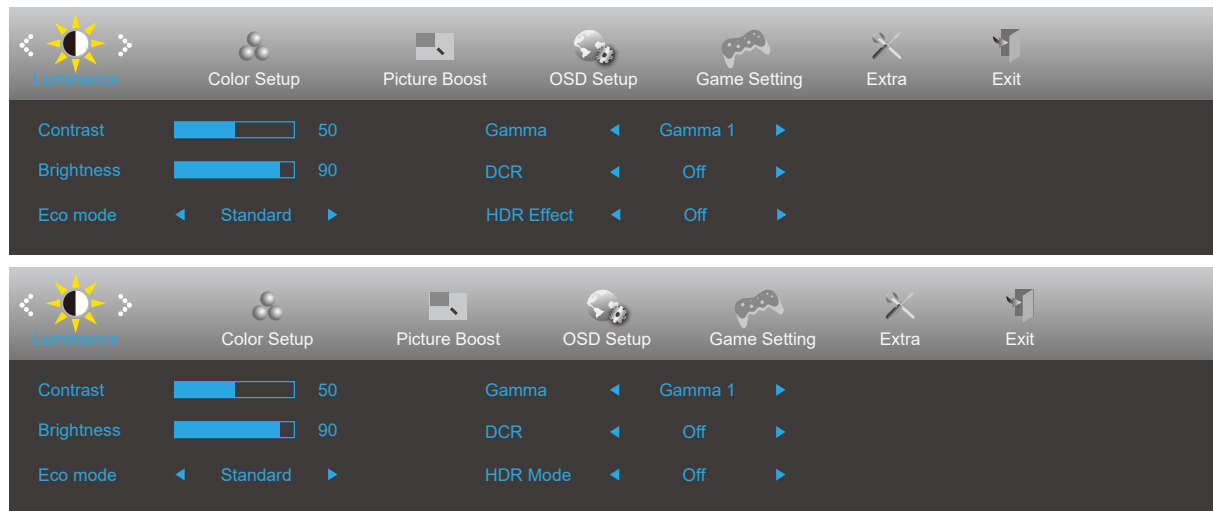 Luminance Color Setup Picture Boost OSD Setup Game Setting Extra Exit
Contrast 50 Gamma Gamma 1
Brightness 90 DCR Off
Eco mode Standard HDR Effect Off
Luminance Color Setup Picture Boost OSD Setup Game Setting Extra Exit
Contrast 50 Gamma Gamma 1
Brightness 90 DCR Off
Eco mode Standard HDR Mode Off